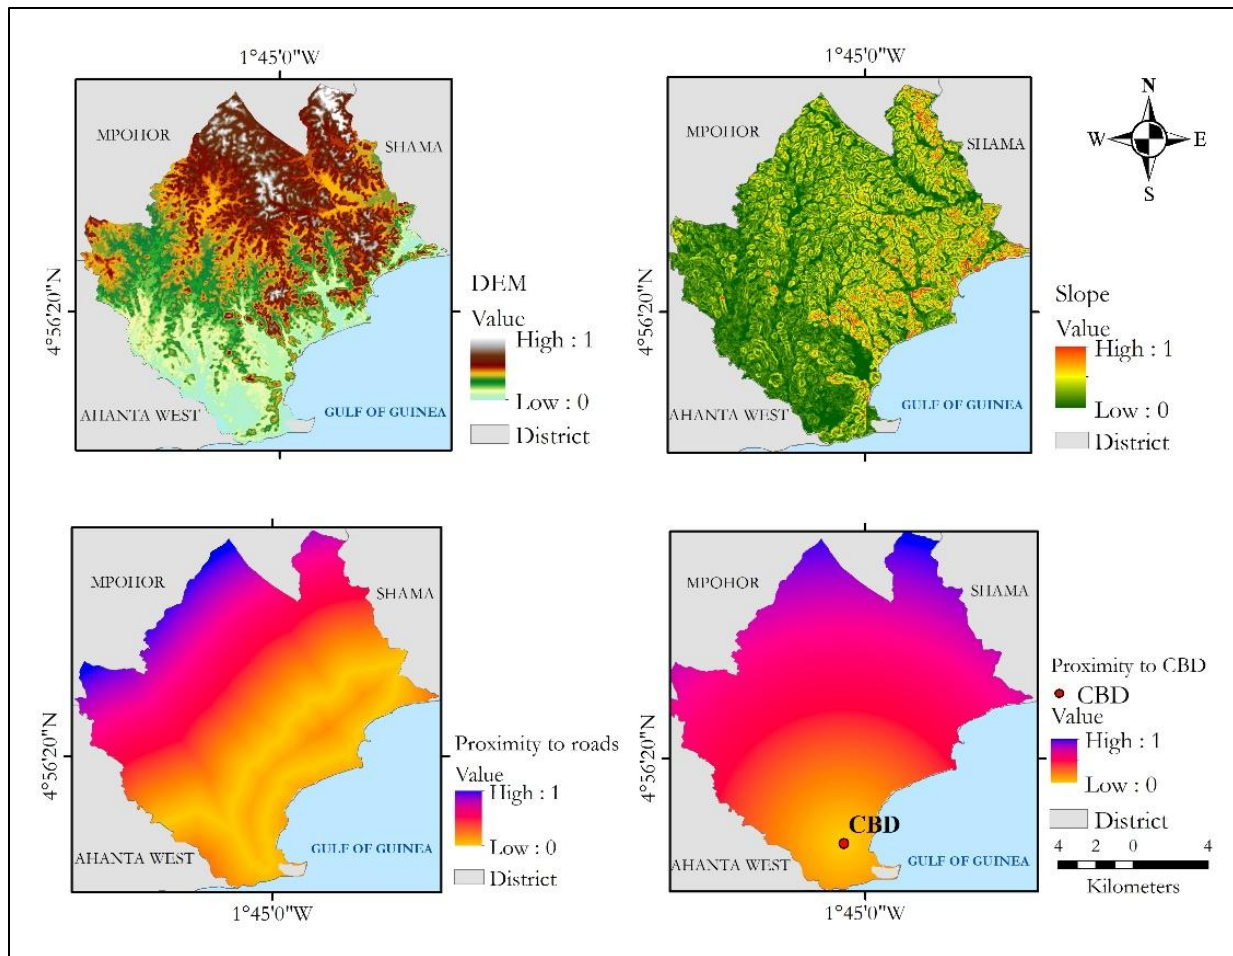 1°45'0"W
MPOHOR
SHAMA
4°56'20"N
AHANTA WEST
GULF OF GUINEA
DEM
Value
High : 1
Low : 0
District
1°45'0"W
SHAMA
4°56'20"N
AHANTA WEST
GULF OF GUINEA
N
W
E
S
Slope
Value
High : 1
Low : 0
District
MPOHOR
SHAMA
4°56'20"N
AHANTA WEST
GULF OF GUINEA
1°45'0"W
Proximity to roads
Value
High : 1
Low : 0
District
MPOHOR
SHAMA
4°56'20"N
CBD
AHANTA WEST
GULF OF GUINEA
1°45'0"W
Proximity to CBD
CBD
Value
High : 1
Low : 0
District
4 2 0 4
Kilometers